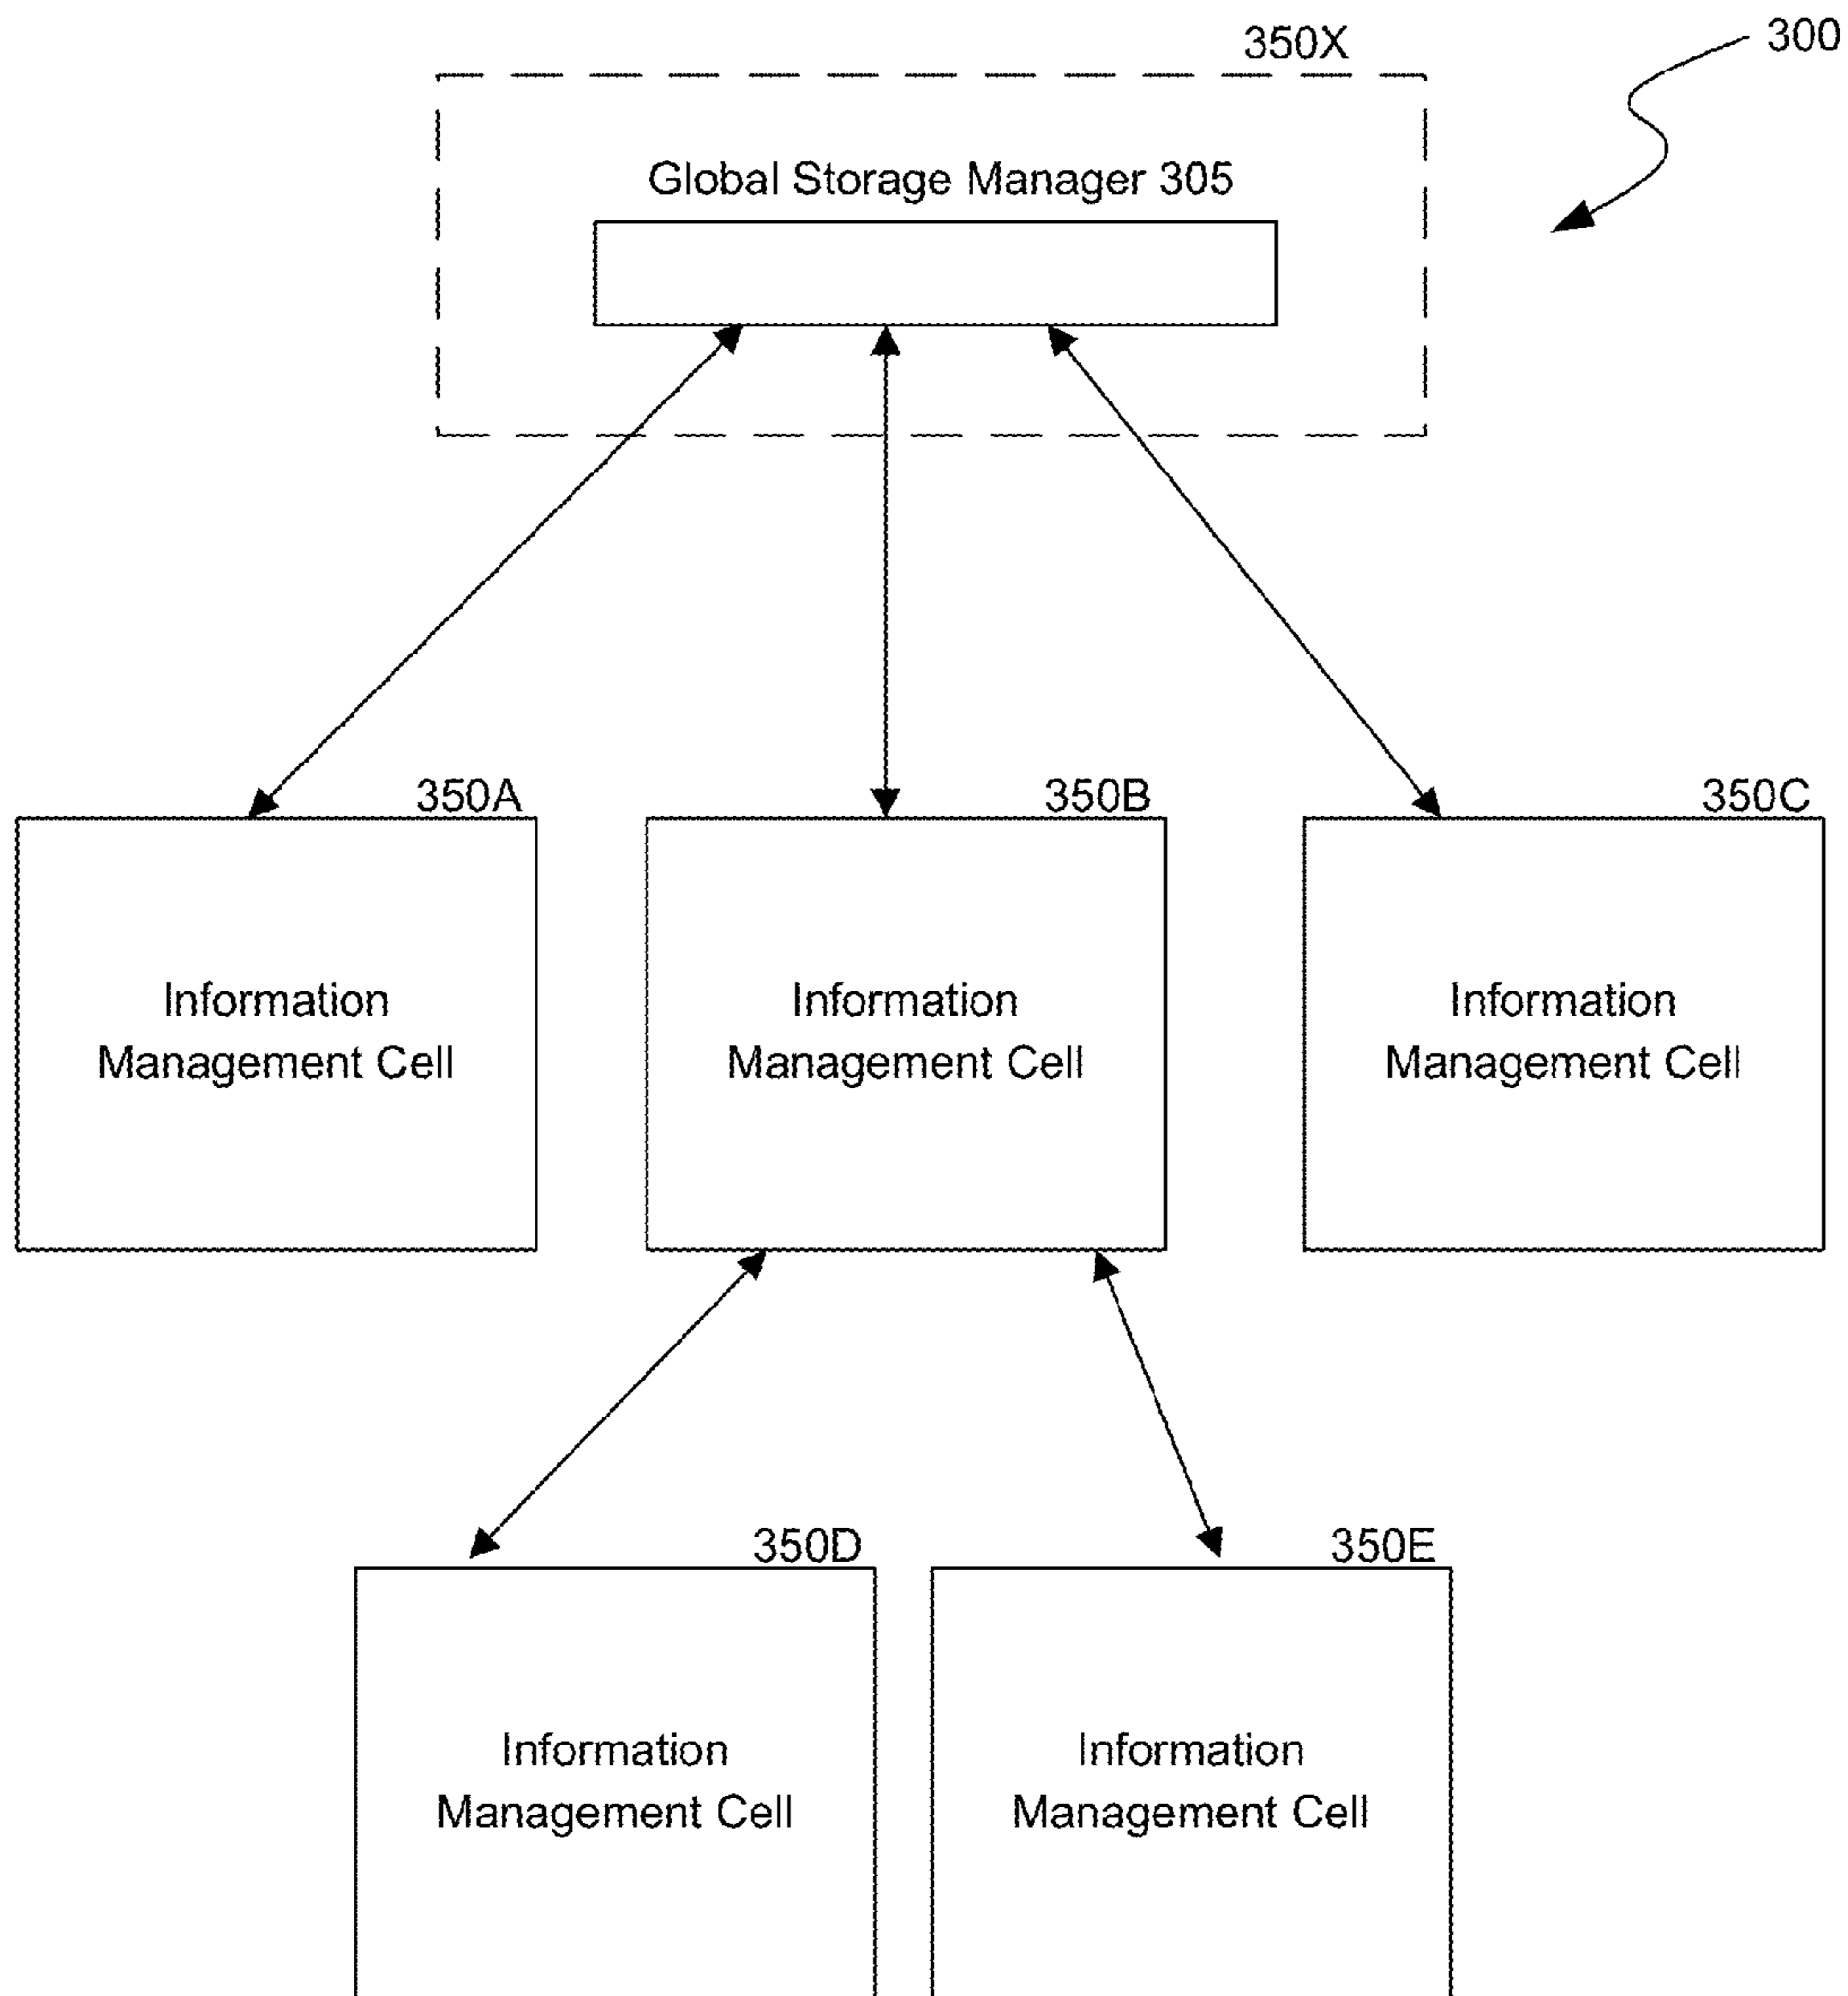 350X
300
Global Storage Manager 305
350A
350B
350C
Information
Management Cell
Information
Management Cell
Information
Management Cell
350D
350E
Information
Management Cell
Information
Management Cell